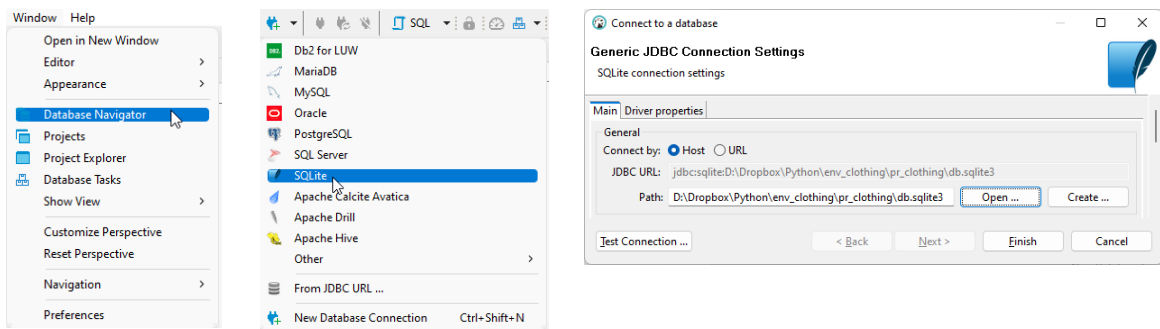 Window Help
Open in New Window
Editor
Appearance
Database Navigator
Projects
Project Explorer
Database Tasks
Show View
Customize Perspective
Reset Perspective
Navigation
Preferences
SQL
Db2 for LUW
MariaDB
MySQL
Oracle
PostgreSQL
SQL Server
SQLite
Apache Calcite Avatica
Apache Drill
Apache Hive
Other
From JDBC URL ...
New Database Connection Ctrl+Shift+N
Connect to a database
Generic JDBC Connection Settings
SQLite connection settings
Main Driver properties
General
Connect by: Host URL
JDBC URL: jdbc:sqlite:D:\Dropbox\Python\env_clothing\pr_clothing\db.sqlite3
Path: D:\Dropbox\Python\env_clothing\pr_clothing\db.sqlite3 Open ... Create ...
Test Connection ... < Back Next > Finish Cancel